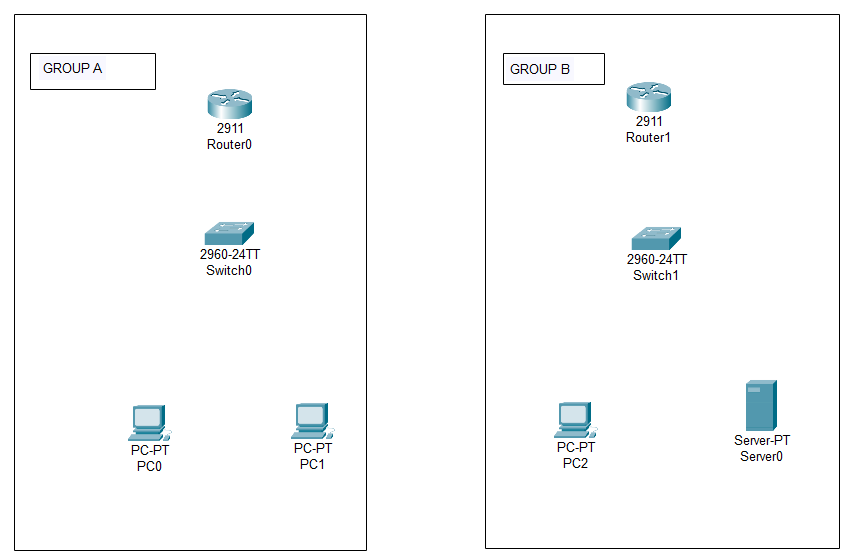 GROUP A
2911
Router0
2960-24TT
Switch0
PC-PT
PC0
PC-PT
PC1
GROUP B
2911
Router1
2960-24TT
Switch1
PC-PT
PC2
Server-PT
Server0